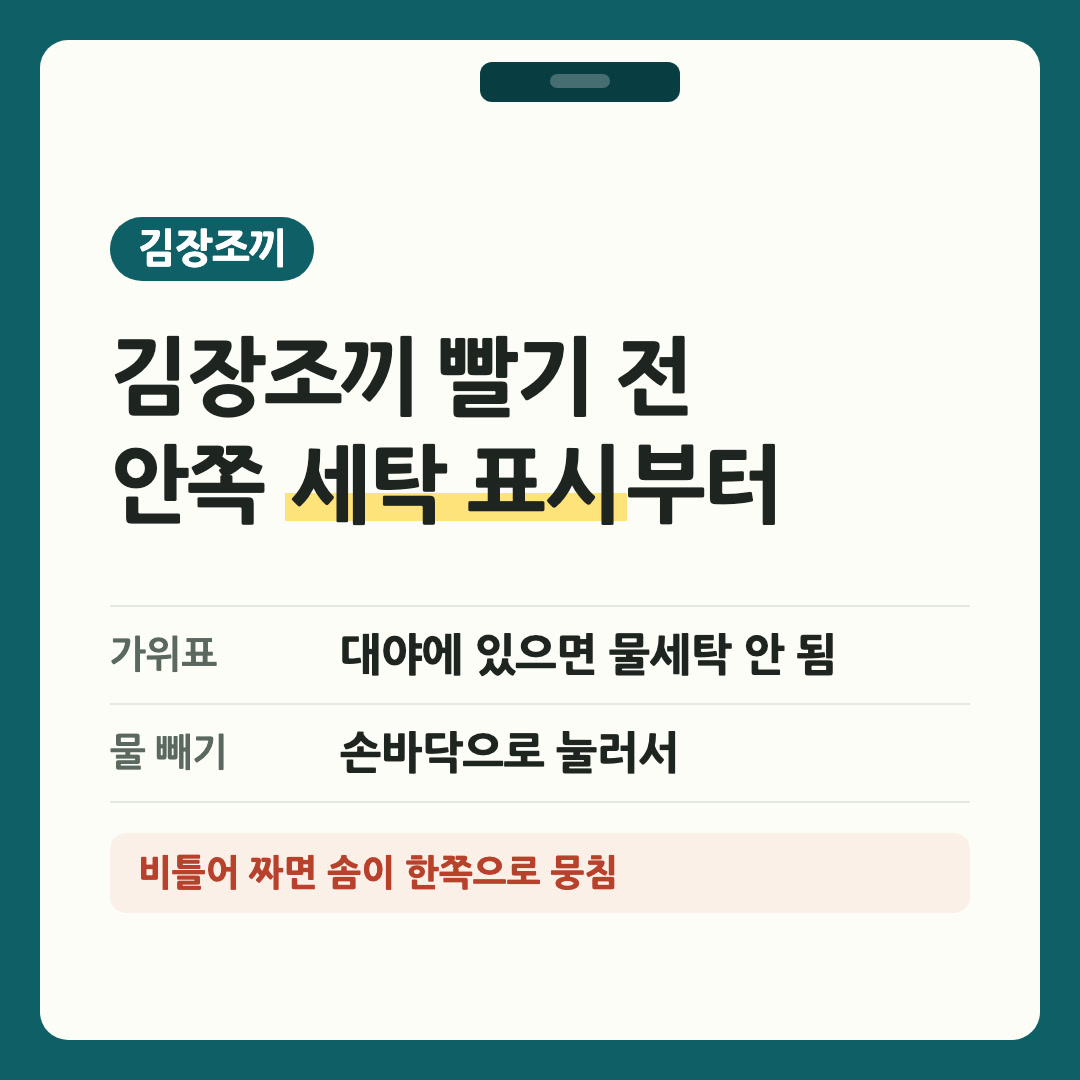 김장조끼
김장조끼 빨기 전
안쪽 세탁 표시부터
가위표 대야에 있으면 물세탁 안 됨
물 빼기 손바닥으로 눌러서
비틀어 짜면 솜이 한쪽으로 뭉침